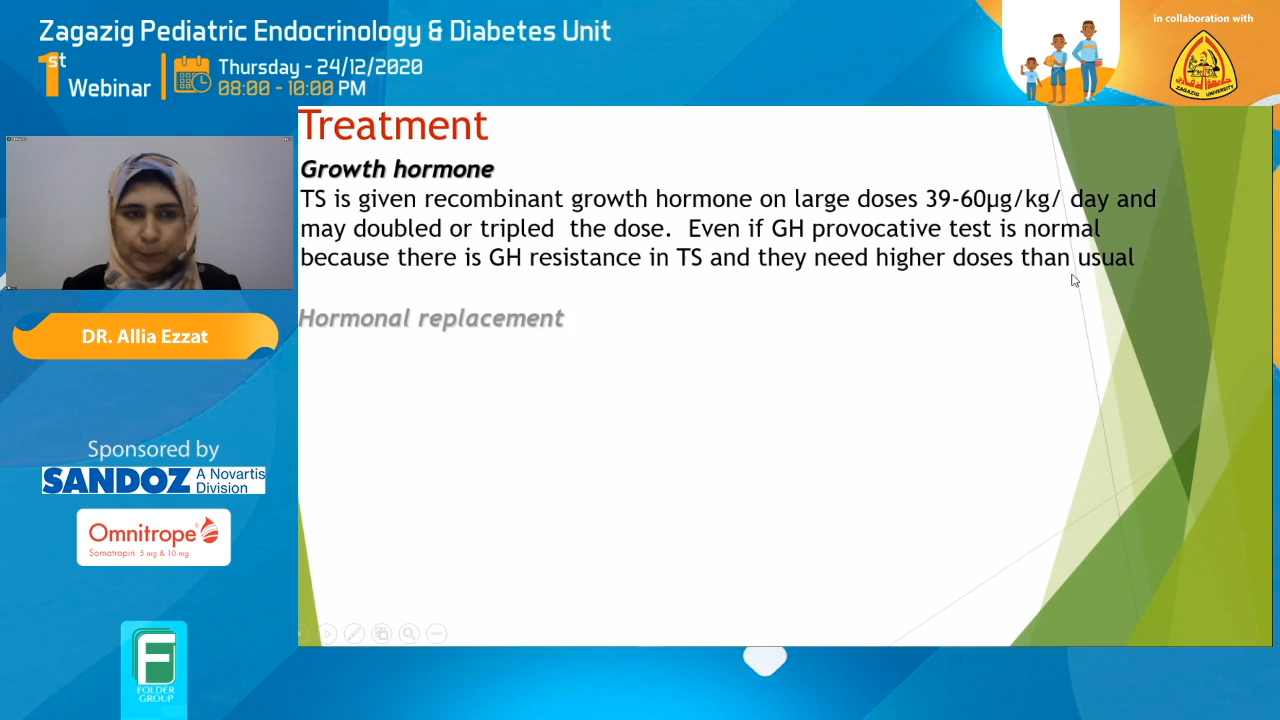 Zagazig Pediatric Endocrinology & Diabetes Unit
1st Webinar
Thursday - 24/12/2020
08:00 - 10:00 PM
in collaboration with
ZAGAZIG UNIVERSITY
Treatment
Growth hormone
TS is given recombinant growth hormone on large doses 39-60µg/kg/ day and
may doubled or tripled the dose. Even if GH provocative test is normal
because there is GH resistance in TS and they need higher doses than usual
Hormonal replacement
DR. Allia Ezzat
Sponsored by
SANDOZ A Novartis
Division
Omnitrope®
Somatropin 5 mg & 10 mg
F
FOLDER
GROUP